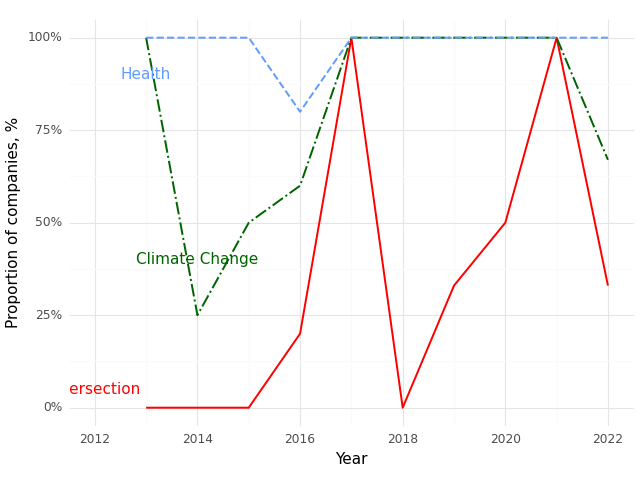 100%
Health
75%
Proportion of companies, %
50%
Climate Change
25%
ersection
0%
2012 2014 2016 2018 2020 2022
Year